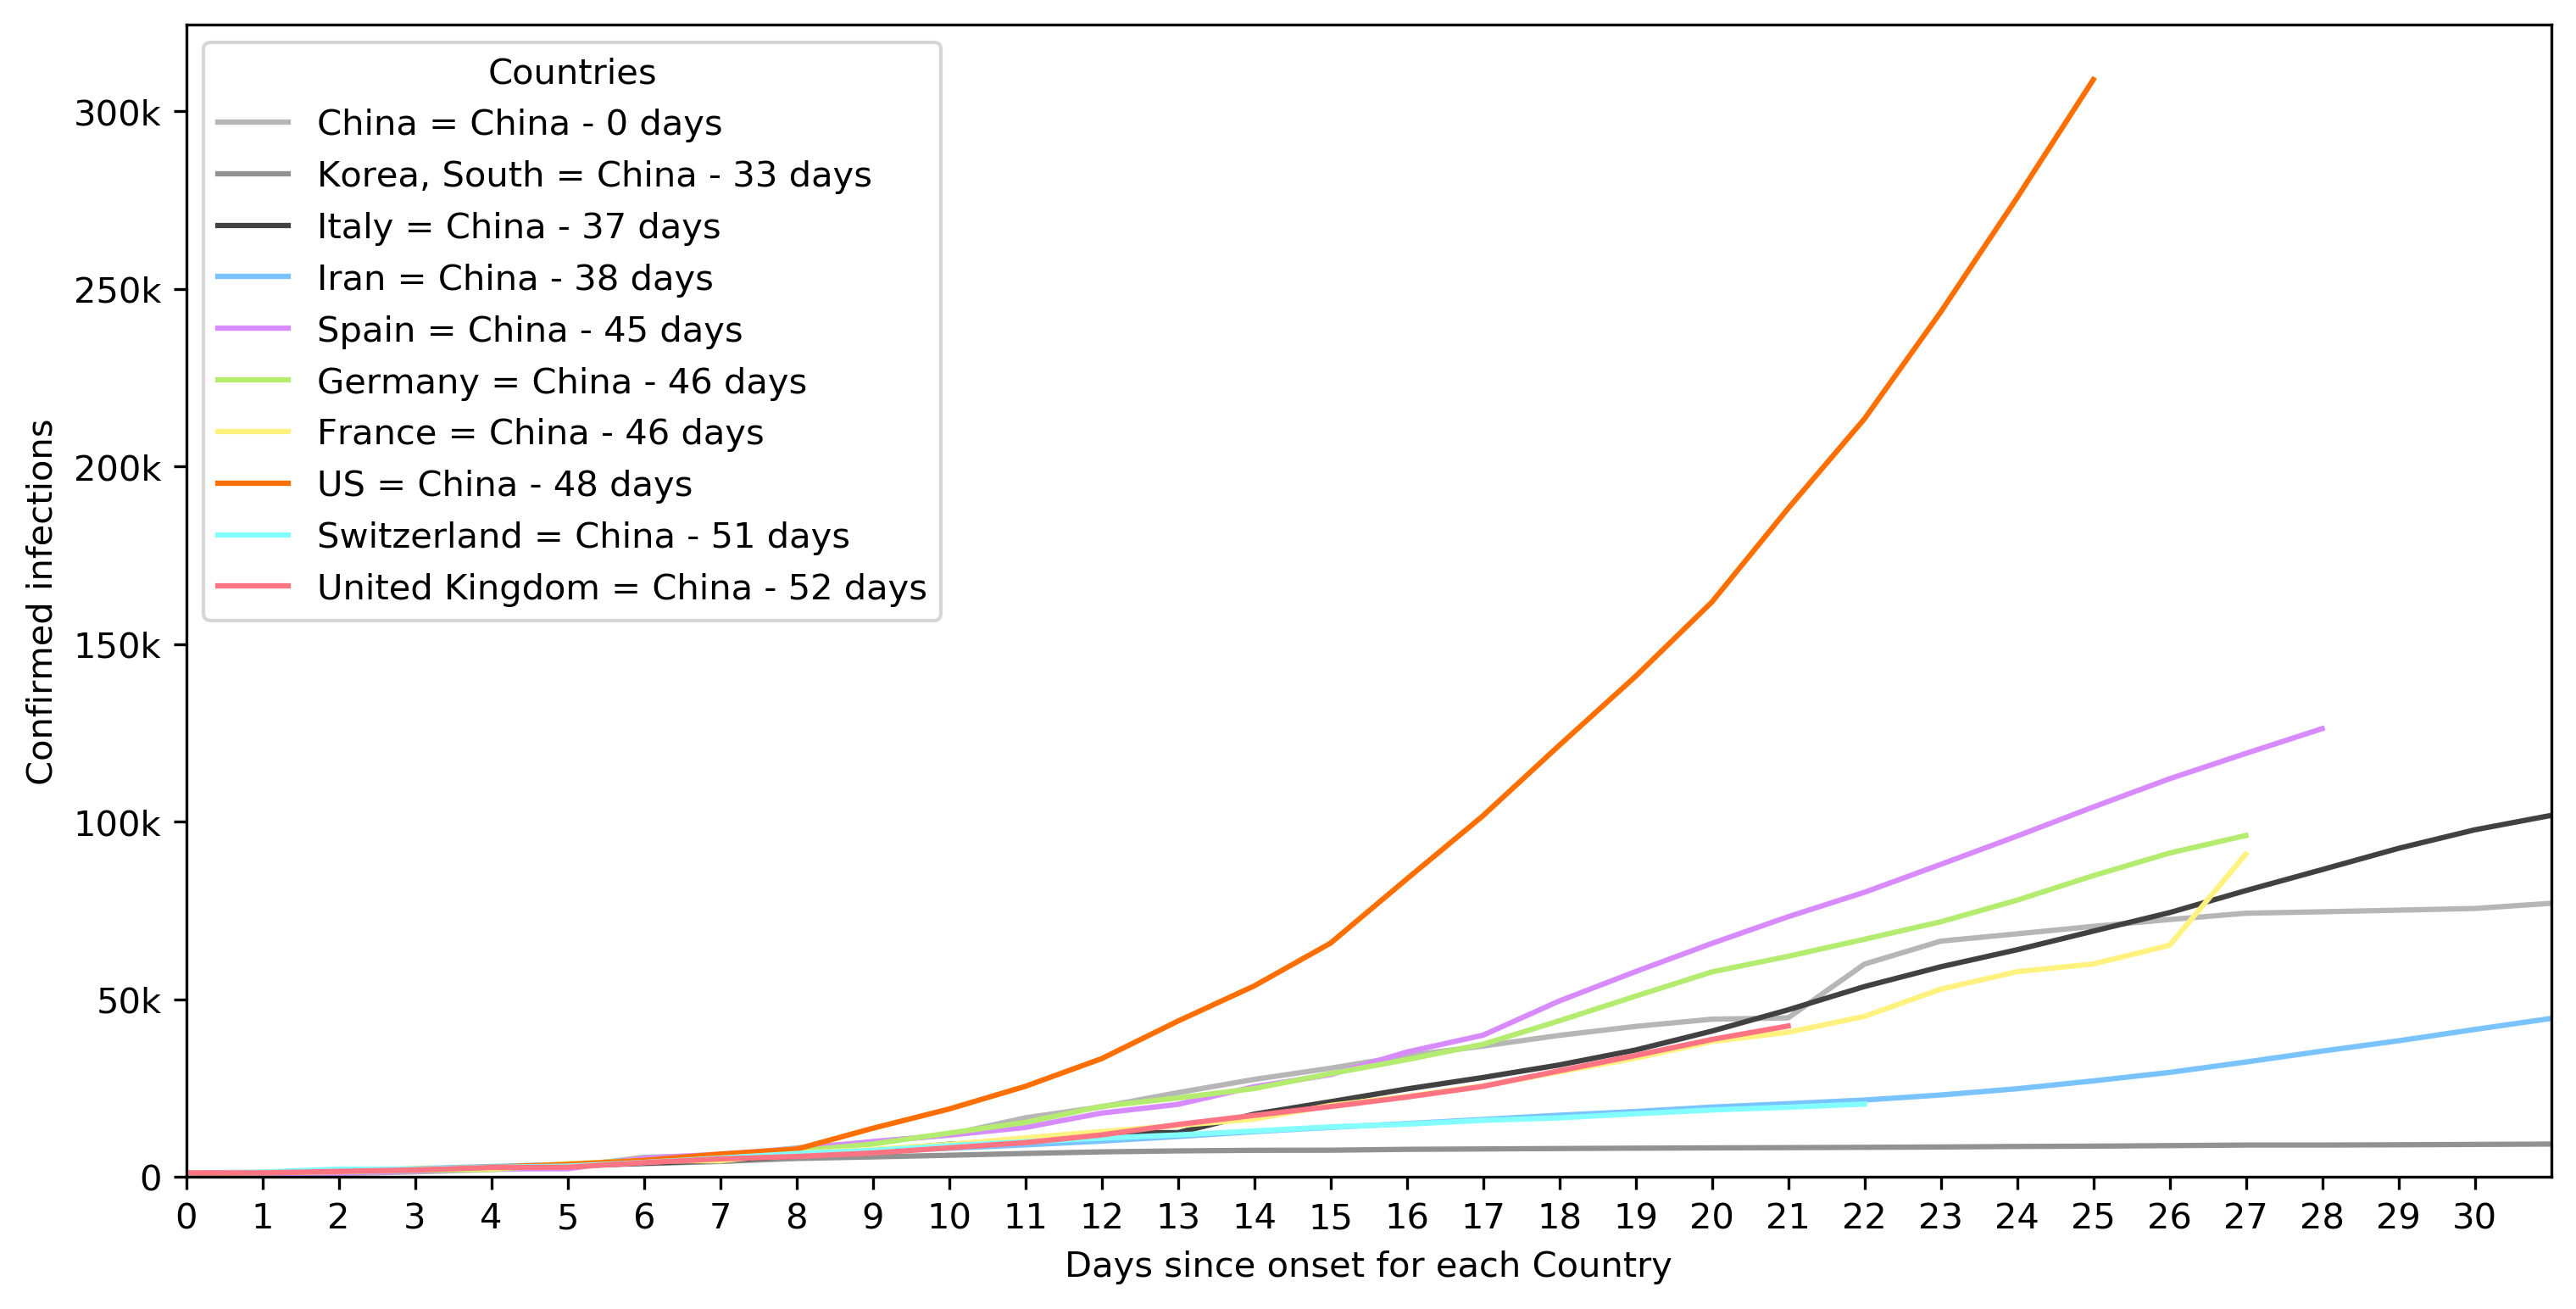 Countries
China = China - 0 days
Korea, South = China - 33 days
Italy = China - 37 days
Iran = China - 38 days
Spain = China - 45 days
Germany = China - 46 days
France = China - 46 days
US = China - 48 days
Switzerland = China - 51 days
United Kingdom = China - 52 days
300k
250k
200k
150k
100k
50k
0
Confirmed infections
0 1 2 3 4 5 6 7 8 9 10 11 12 13 14 15 16 17 18 19 20 21 22 23 24 25 26 27 28 29 30
Days since onset for each Country